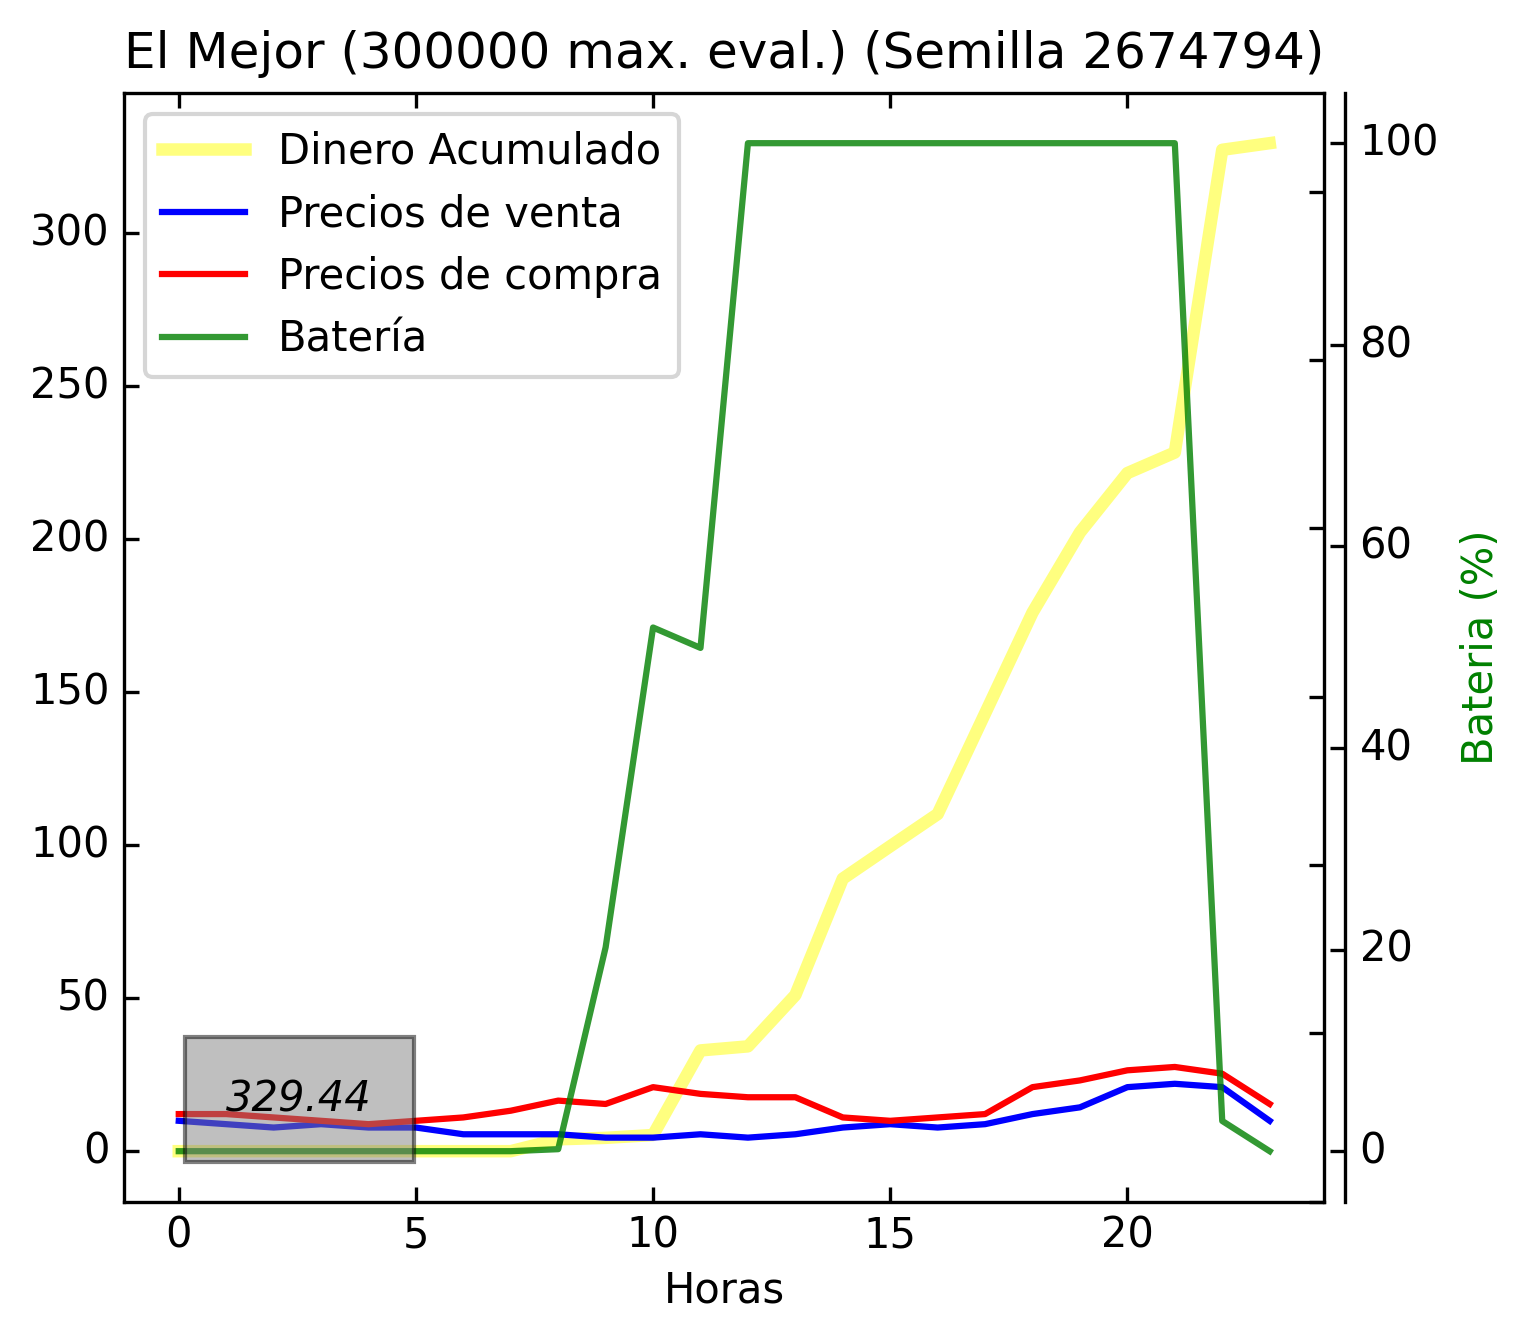 El Mejor (300000 max. eval.) (Semilla 2674794)
Dinero Acumulado
Precios de venta
Precios de compra
Batería
300
250
200
150
100
50
0
329.44
100
80
60
40
20
0
Bateria (%)
0 5 10 15 20
Horas